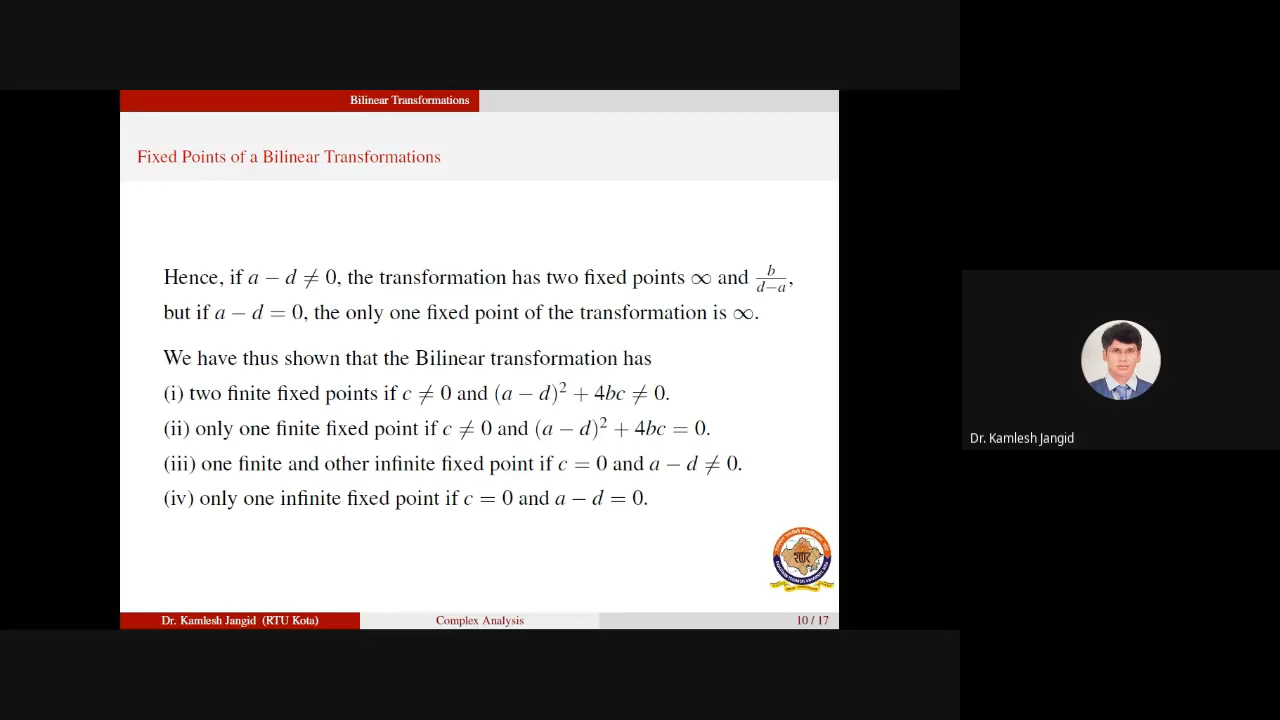 Bilinear Transformations
Fixed Points of a Bilinear Transformations
Hence, if a − d ≠ 0, the transformation has two fixed points ∞ and b/(d−a),
but if a − d = 0, the only one fixed point of the transformation is ∞.
We have thus shown that the Bilinear transformation has
(i) two finite fixed points if c ≠ 0 and (a − d)² + 4bc ≠ 0.
(ii) only one finite fixed point if c ≠ 0 and (a − d)² + 4bc = 0.
(iii) one finite and other infinite fixed point if c = 0 and a − d ≠ 0.
(iv) only one infinite fixed point if c = 0 and a − d = 0.
Dr. Kamlesh Jangid (RTU Kota)
Complex Analysis
10 / 17
Dr. Kamlesh Jangid